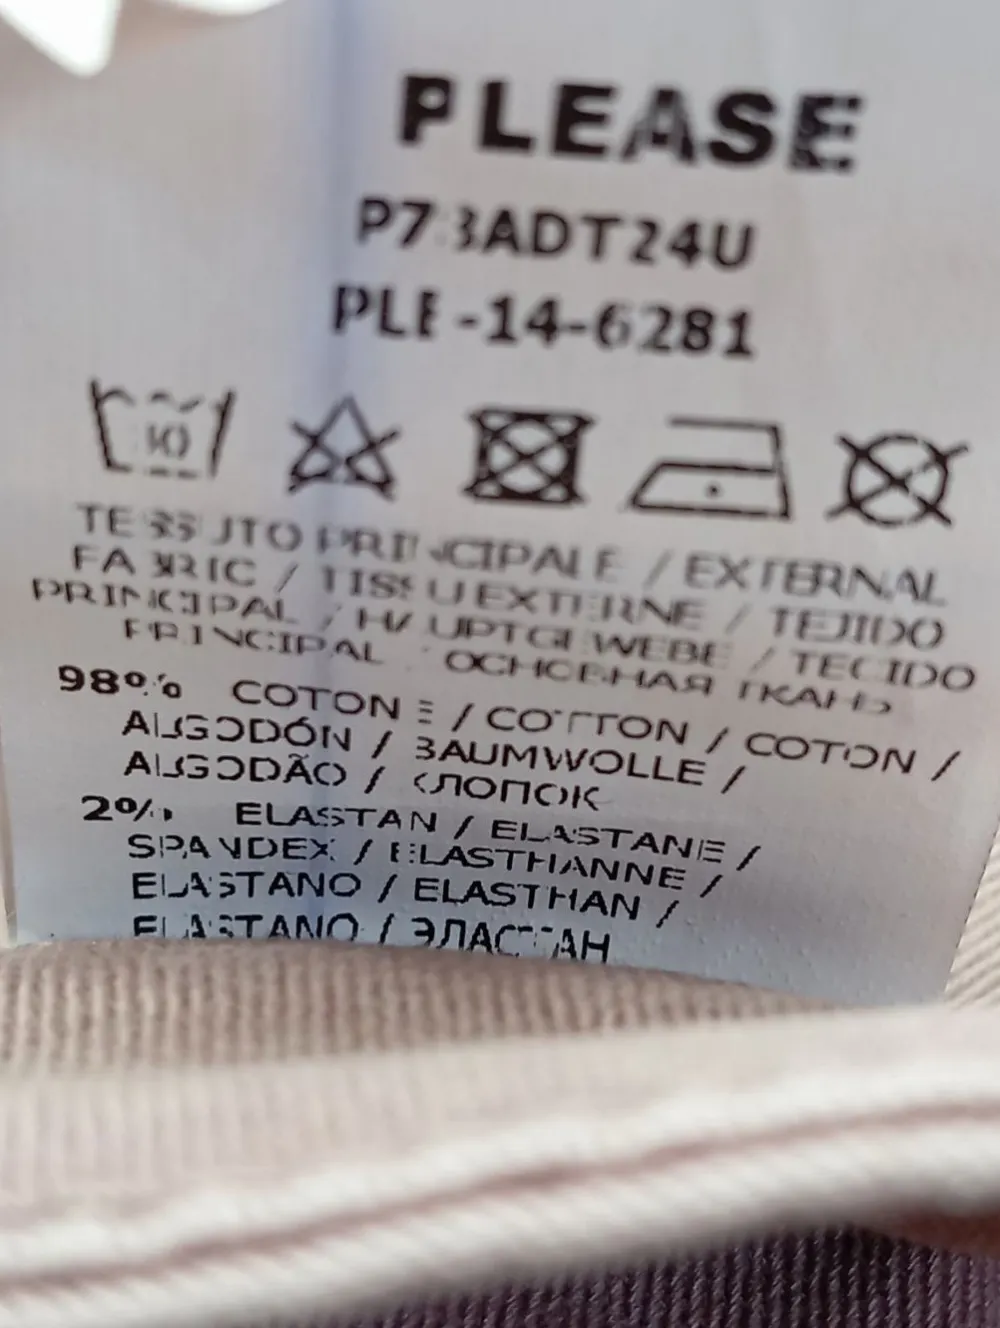 PLEASE
P78ADT24U
PLE-14-6281
TESSUTO PRINCIPALE / EXTERNAL
FABRIC / TISSU EXTERNE / TEJIDO
PRINCIPAL / HAUPTGEWEBE / TECIDO
PRINCIPAL / ОСНОВНАЯ ТКАНЬ
98% COTONE / COTTON / COTON /
ALGODÓN / BAUMWOLLE /
ALGODÃO / ХЛОПОК
2% ELASTAN / ELASTANE /
SPANDEX / ELASTHANNE /
ELASTANO / ELASTHAN /
ELASTANO / ЭЛАСТАН